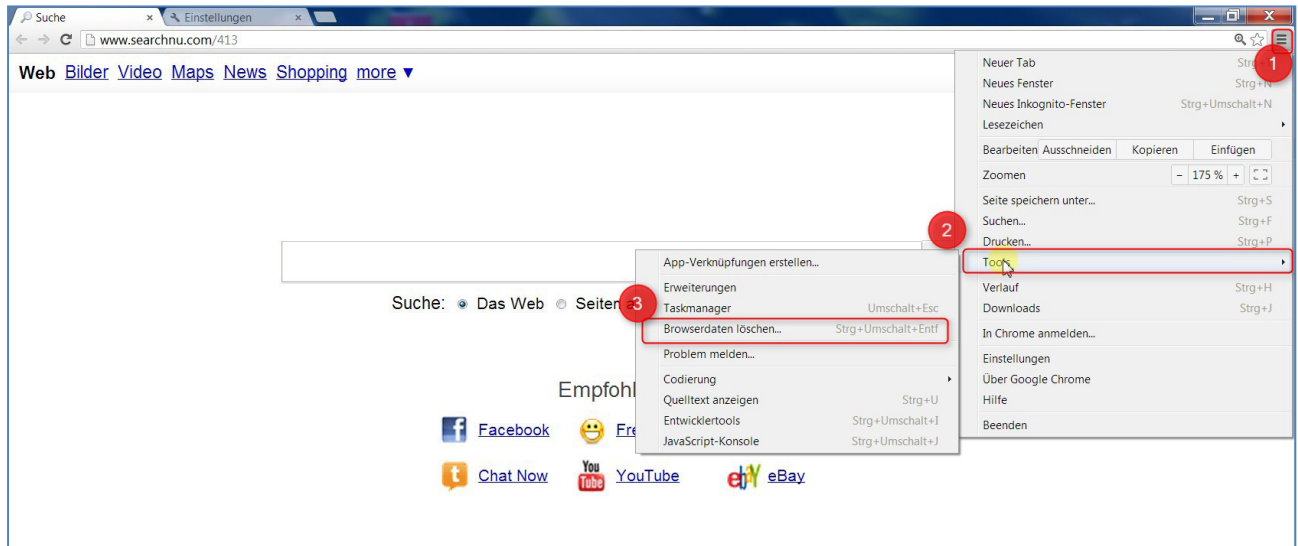 Suche
Einstellungen
www.searchnu.com/413
Web Bilder Video Maps News Shopping more ▼
1
Neuer Tab
Neues Fenster Strg+N
Neues Inkognito-Fenster Strg+Umschalt+N
Lesezeichen
Bearbeiten Ausschneiden Kopieren Einfügen
Zoomen - 175 % +
Seite speichern unter... Strg+S
Suchen... Strg+F
2
Drucken... Strg+P
Tools
Verlauf Strg+H
Downloads Strg+J
In Chrome anmelden...
Einstellungen
Über Google Chrome
Hilfe
Beenden
App-Verknüpfungen erstellen...
Erweiterungen
3
Taskmanager Umschalt+Esc
Browserdaten löschen... Strg+Umschalt+Entf
Problem melden...
Codierung
Quelltext anzeigen Strg+U
Entwicklertools Strg+Umschalt+I
JavaScript-Konsole Strg+Umschalt+J
Suche: Das Web Seiten
Facebook
Chat Now YouTube eBay